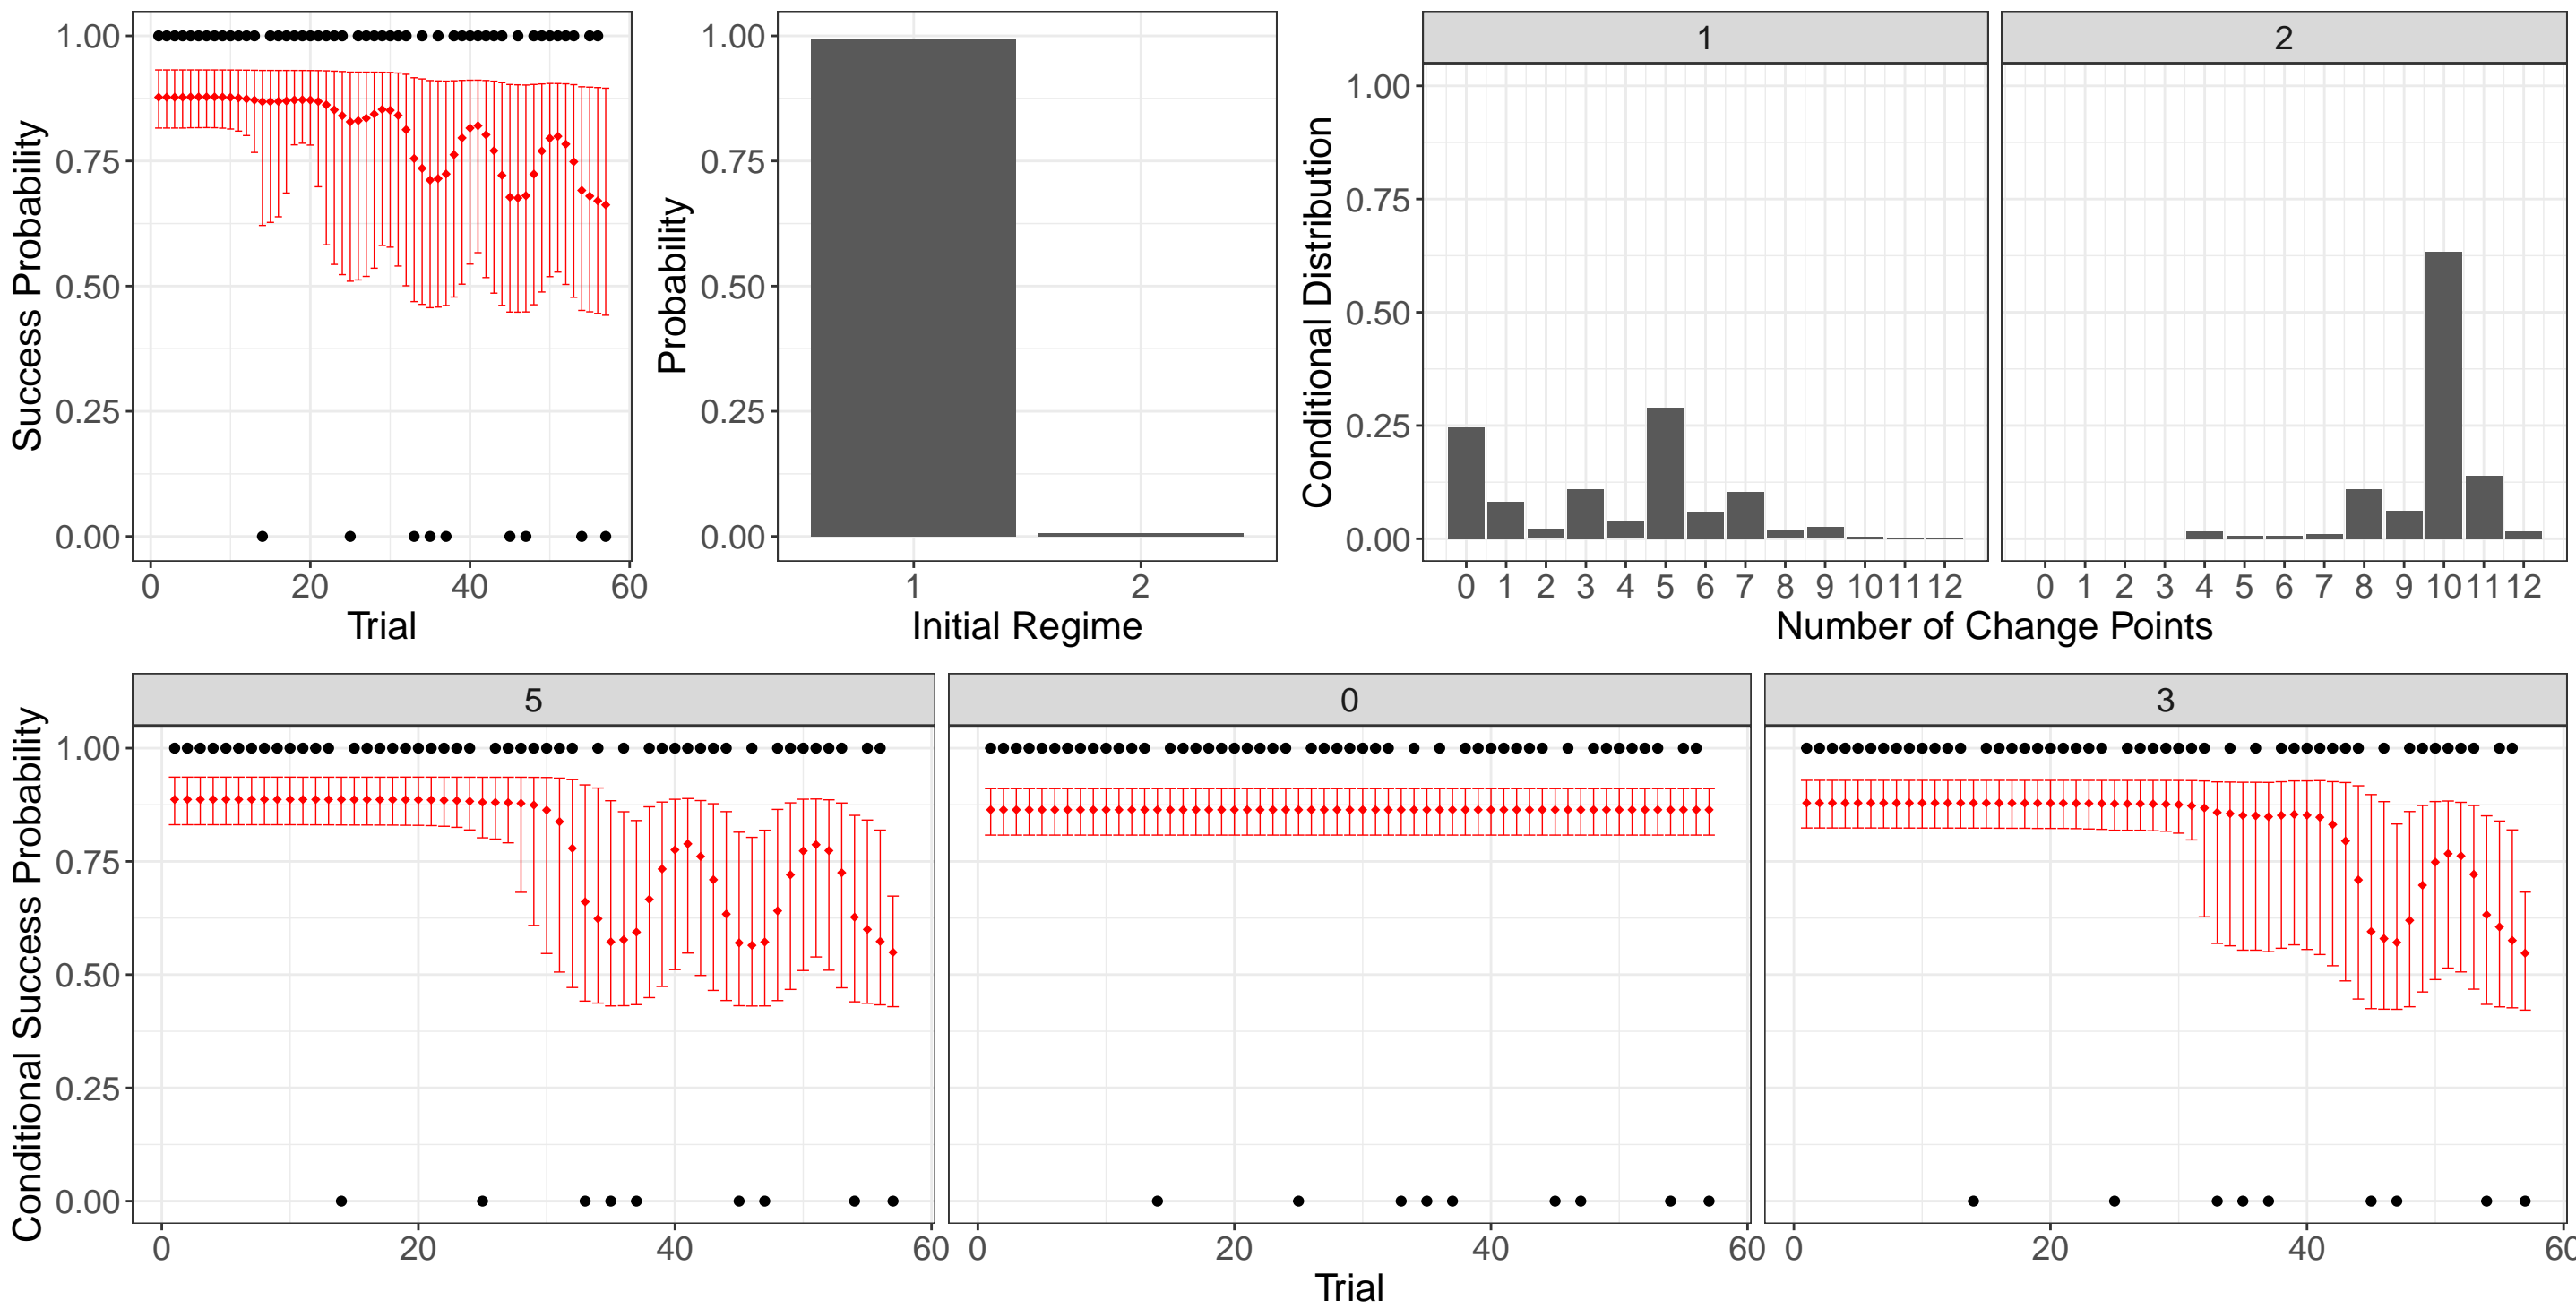 Success Probability
1.00
0.75
0.50
0.25
0.00
0 20 40 60
Trial
Probability
1.00
0.75
0.50
0.25
0.00
1 2
Initial Regime
Conditional Distribution
1 2
1.00
0.75
0.50
0.25
0.00
0 1 2 3 4 5 6 7 8 9 10 11 12 0 1 2 3 4 5 6 7 8 9 10 11 12
Number of Change Points
Conditional Success Probability
5 0 3
1.00
0.75
0.50
0.25
0.00
0 20 40 60 0 20 40 60 0 20 40 60
Trial